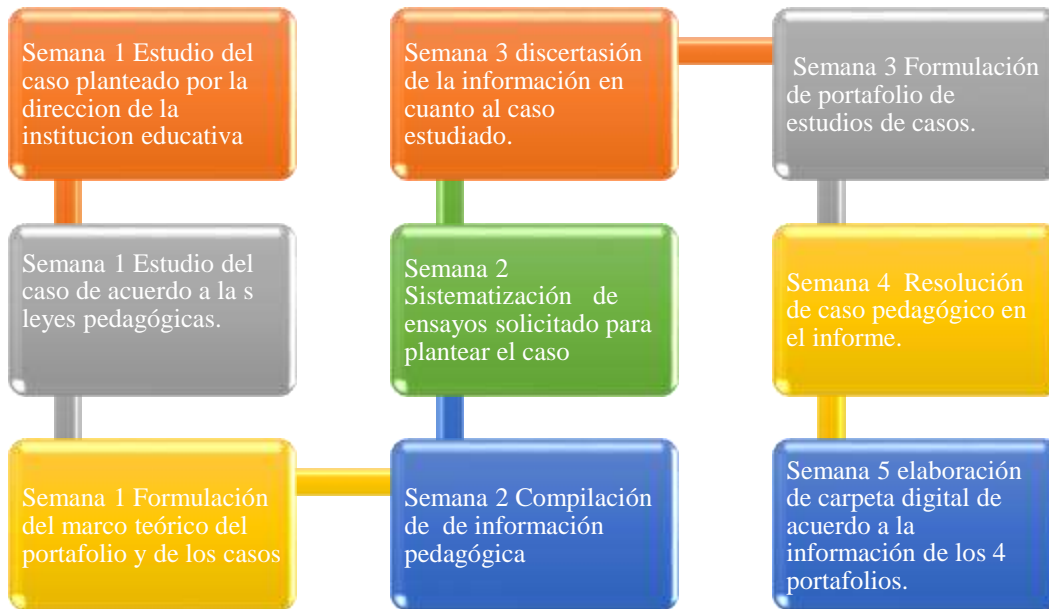 Semana 1 Estudio del
caso planteado por la
direccion de la
institucion educativa
Semana 1 Estudio del
caso de acuerdo a la s
leyes pedagógicas.
Semana 1 Formulación
del marco teórico del
portafolio y de los casos
Semana 2 Compilación
de de información
pedagógica
Semana 2
Sistematización de
ensayos solicitado para
plantear el caso
Semana 3 discertasión
de la información en
cuanto al caso
estudiado.
Semana 3 Formulación
de portafolio de
estudios de casos.
Semana 4 Resolución
de caso pedagógico en
el informe.
Semana 5 elaboración
de carpeta digital de
acuerdo a la
información de los 4
portafolios.